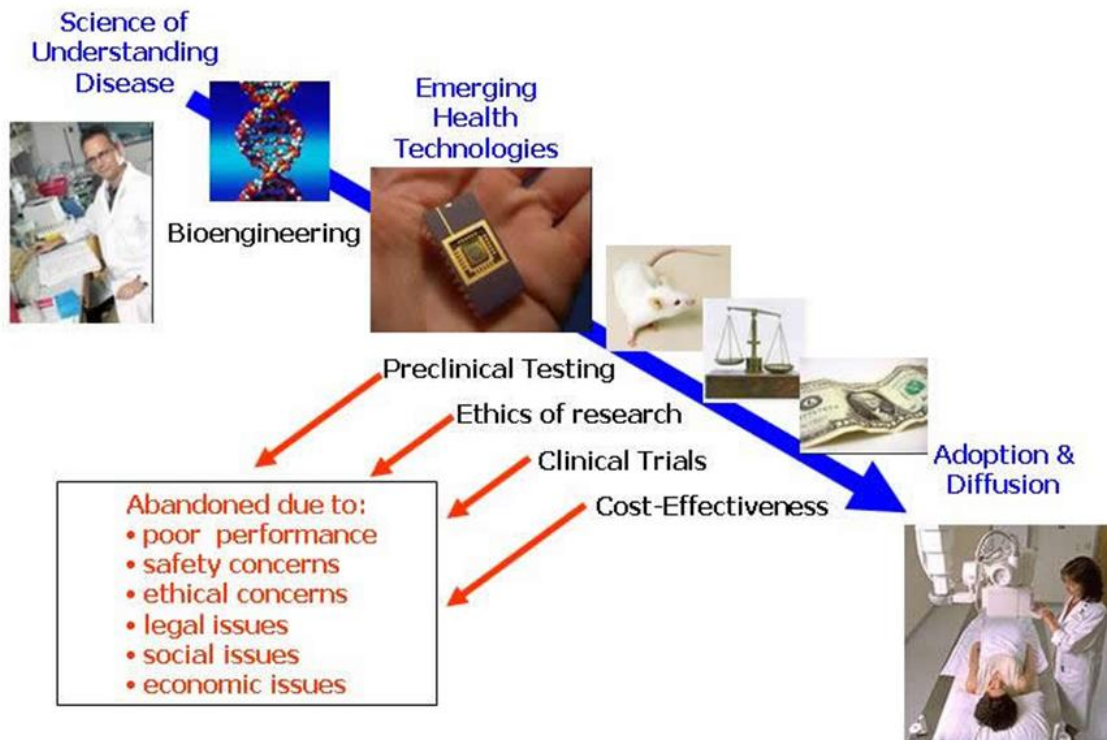 Science of
Understanding
Disease
Emerging
Health
Technologies
Bioengineering
Preclinical Testing
Ethics of research
Clinical Trials
Cost-Effectiveness
Adoption &
Diffusion
Abandoned due to:
• poor performance
• safety concerns
• ethical concerns
• legal issues
• social issues
• economic issues